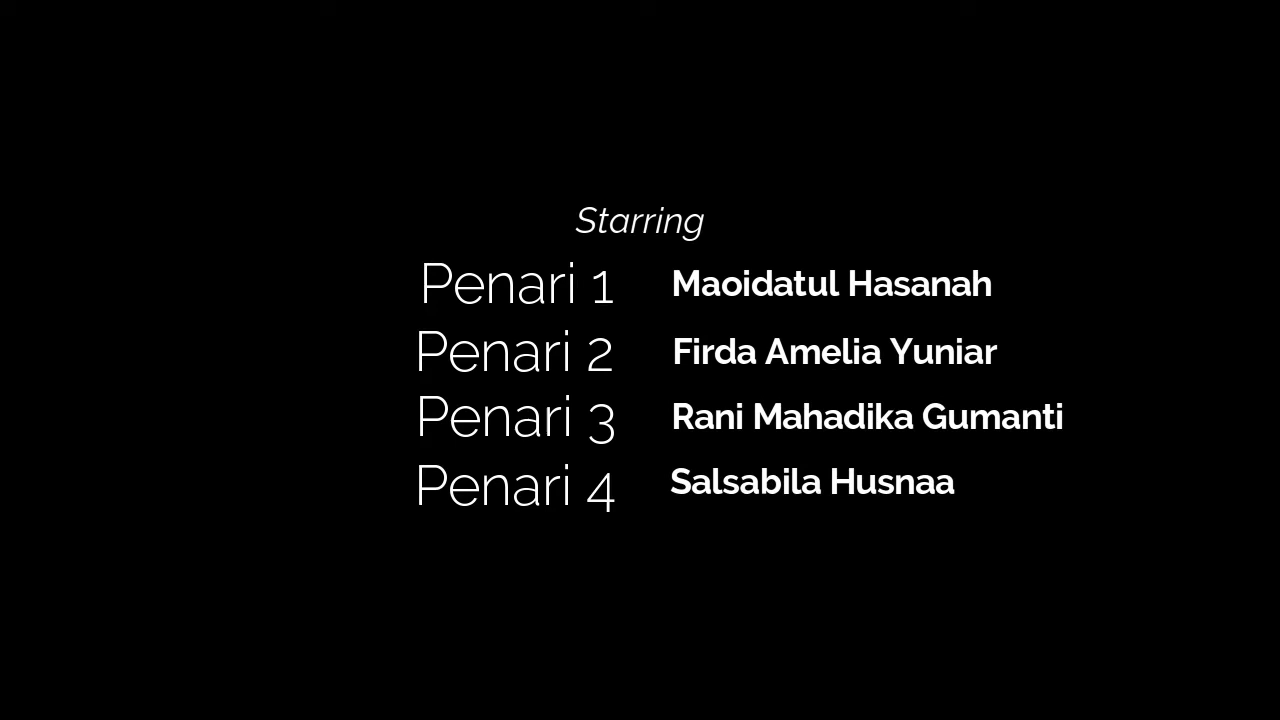 Starring
Penari 1 Maoidatul Hasanah
Penari 2 Firda Amelia Yuniar
Penari 3 Rani Mahadika Gumanti
Penari 4 Salsabila Husnaa